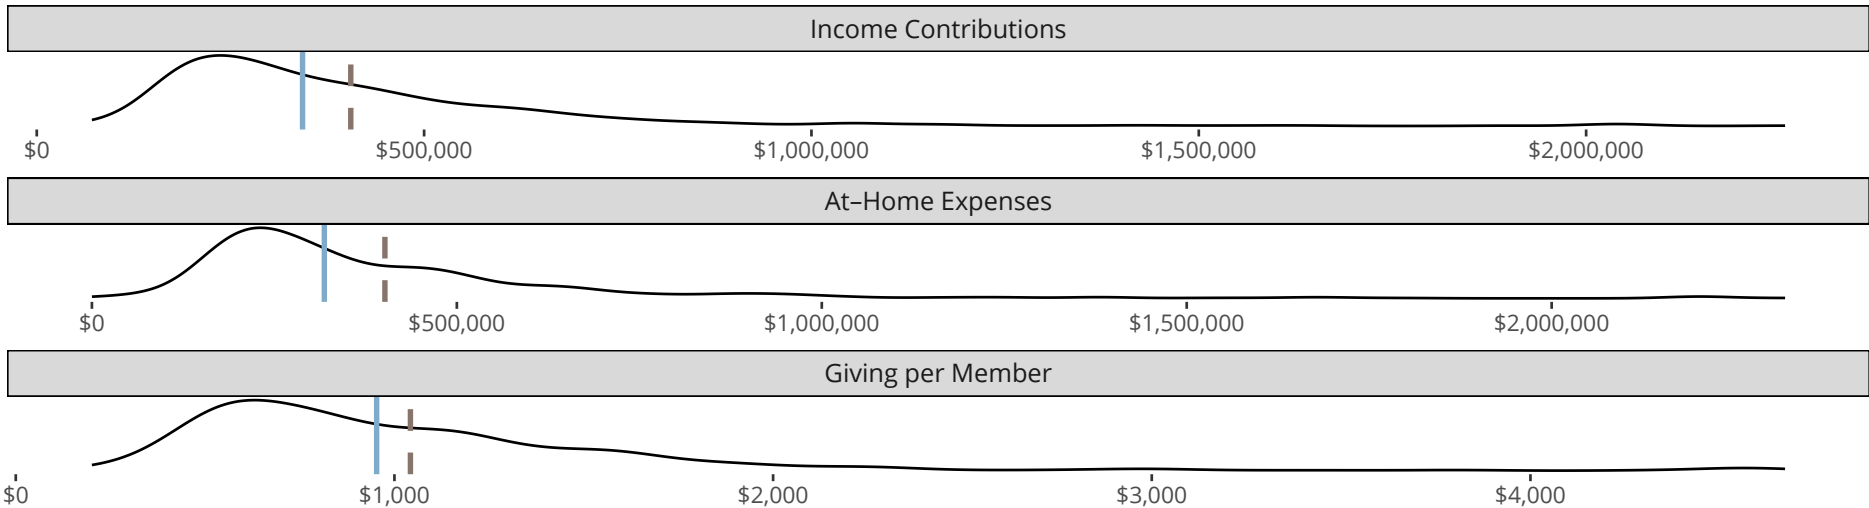 Income Contributions
$0 $500,000 $1,000,000 $1,500,000 $2,000,000
At–Home Expenses
$0 $500,000 $1,000,000 $1,500,000 $2,000,000
Giving per Member
$0 $1,000 $2,000 $3,000 $4,000